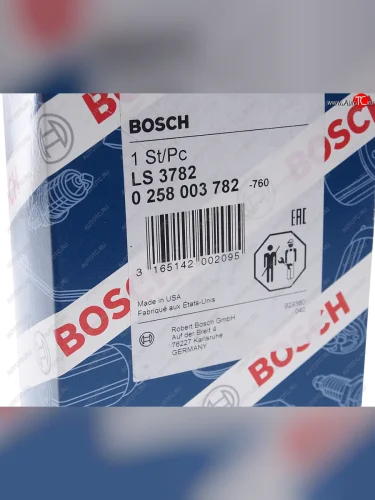 BOSCH
1 St/Pc
LS 3782
0 258 003 782 -760
3 165142 002095
EAC
Made in USA
Fabriqué aux États-Unis
Robert Bosch GmbH
Auf der Breit 4
76227 Karlsruhe
GERMANY
BOSCH
BOSCH
BOSCH
BOSCH